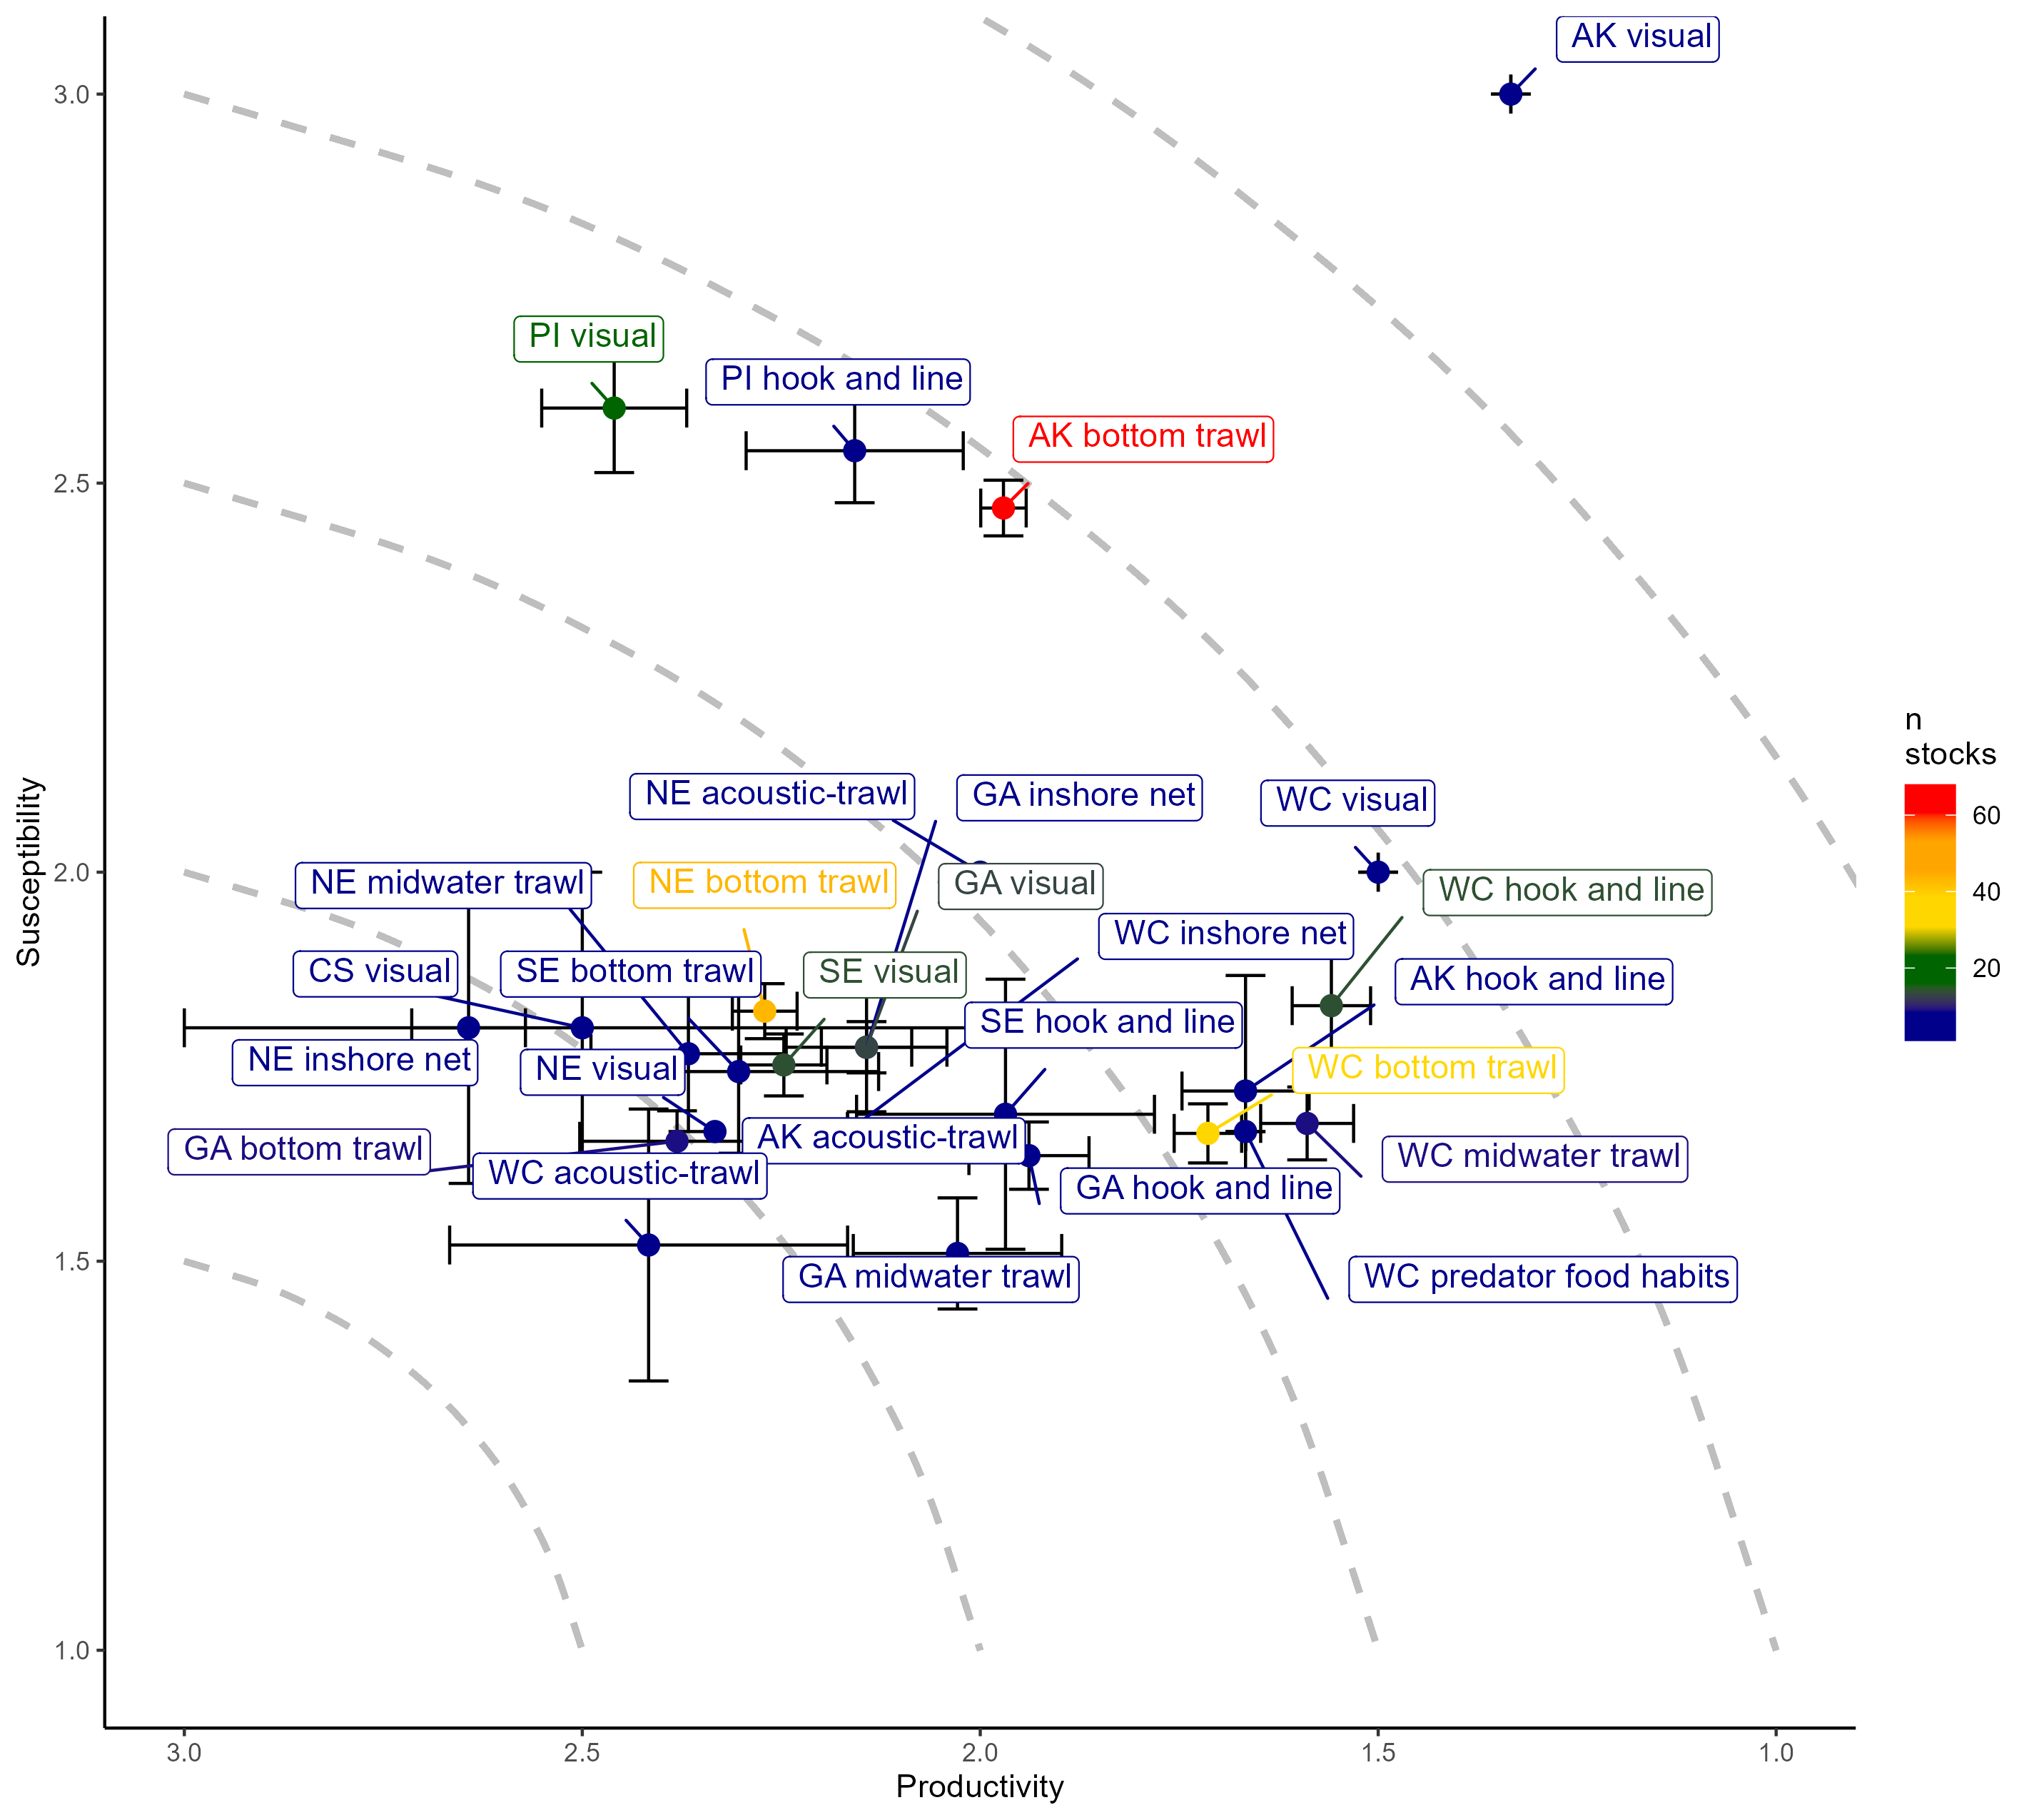 AK visual
3.0
PI visual
PI hook and line
AK bottom trawl
2.5
n
stocks
60
40
20
Susceptibility
NE acoustic-trawl
GA inshore net
WC visual
2.0
NE midwater trawl
NE bottom trawl
GA visual
WC hook and line
WC inshore net
CS visual
SE bottom trawl
SE visual
AK hook and line
SE hook and line
NE inshore net
NE visual
WC bottom trawl
GA bottom trawl
AK acoustic-trawl
WC midwater trawl
WC acoustic-trawl
GA hook and line
1.5
GA midwater trawl
WC predator food habits
1.0
3.0
2.5
2.0
1.5
1.0
Productivity